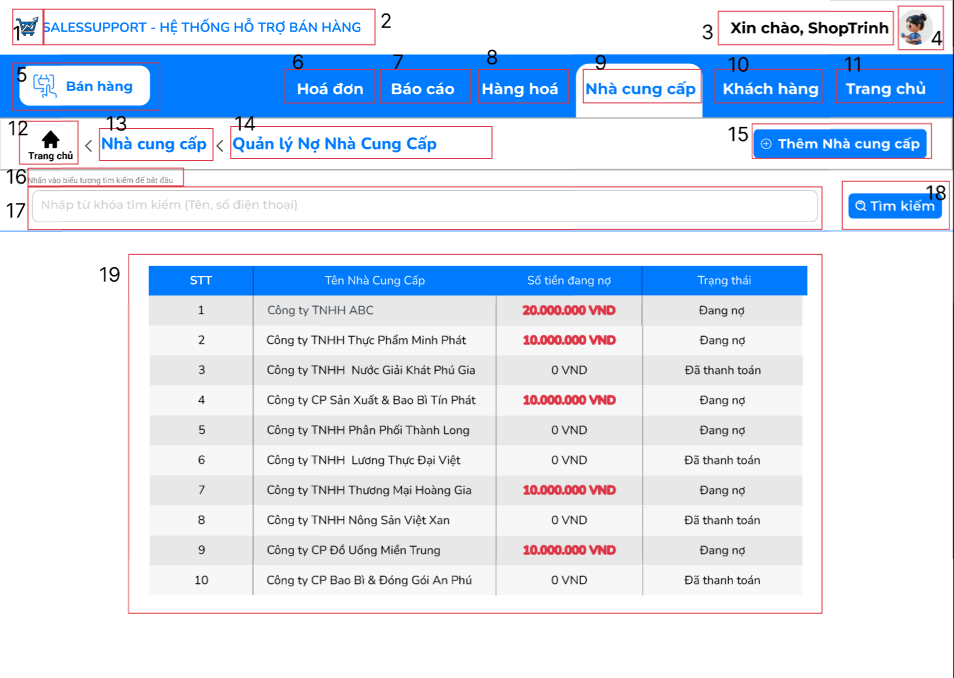 1 SALESSUPPORT - HỆ THỐNG HỖ TRỢ BÁN HÀNG 2
3 Xin chào, ShopTrinh 4
5 Bán hàng 6 Hoá đơn 7 Báo cáo 8 Hàng hoá 9 Nhà cung cấp 10 Khách hàng 11 Trang chủ
12 Trang chủ < 13 Nhà cung cấp < 14 Quản lý Nợ Nhà Cung Cấp 15 Thêm Nhà cung cấp
16 Nhấn vào biểu tượng tìm kiếm để bắt đầu
17 Nhập từ khóa tìm kiếm (Tên, số điện thoại) 18 Tìm kiếm
19
STT Tên Nhà Cung Cấp Số tiền đang nợ Trạng thái
1 Công ty TNHH ABC 20.000.000 VND Đang nợ
2 Công ty TNHH Thực Phẩm Minh Phát 10.000.000 VND Đang nợ
3 Công ty TNHH Nước Giải Khát Phú Gia 0 VND Đã thanh toán
4 Công ty CP Sản Xuất & Bao Bì Tín Phát 10.000.000 VND Đang nợ
5 Công ty TNHH Phân Phối Thành Long 0 VND Đang nợ
6 Công ty TNHH Lương Thực Đại Việt 0 VND Đã thanh toán
7 Công ty TNHH Thương Mại Hoàng Gia 10.000.000 VND Đang nợ
8 Công ty TNHH Nông Sản Việt Xan 0 VND Đã thanh toán
9 Công ty CP Đồ Uống Miền Trung 10.000.000 VND Đang nợ
10 Công ty CP Bao Bì & Đóng Gói An Phú 0 VND Đã thanh toán